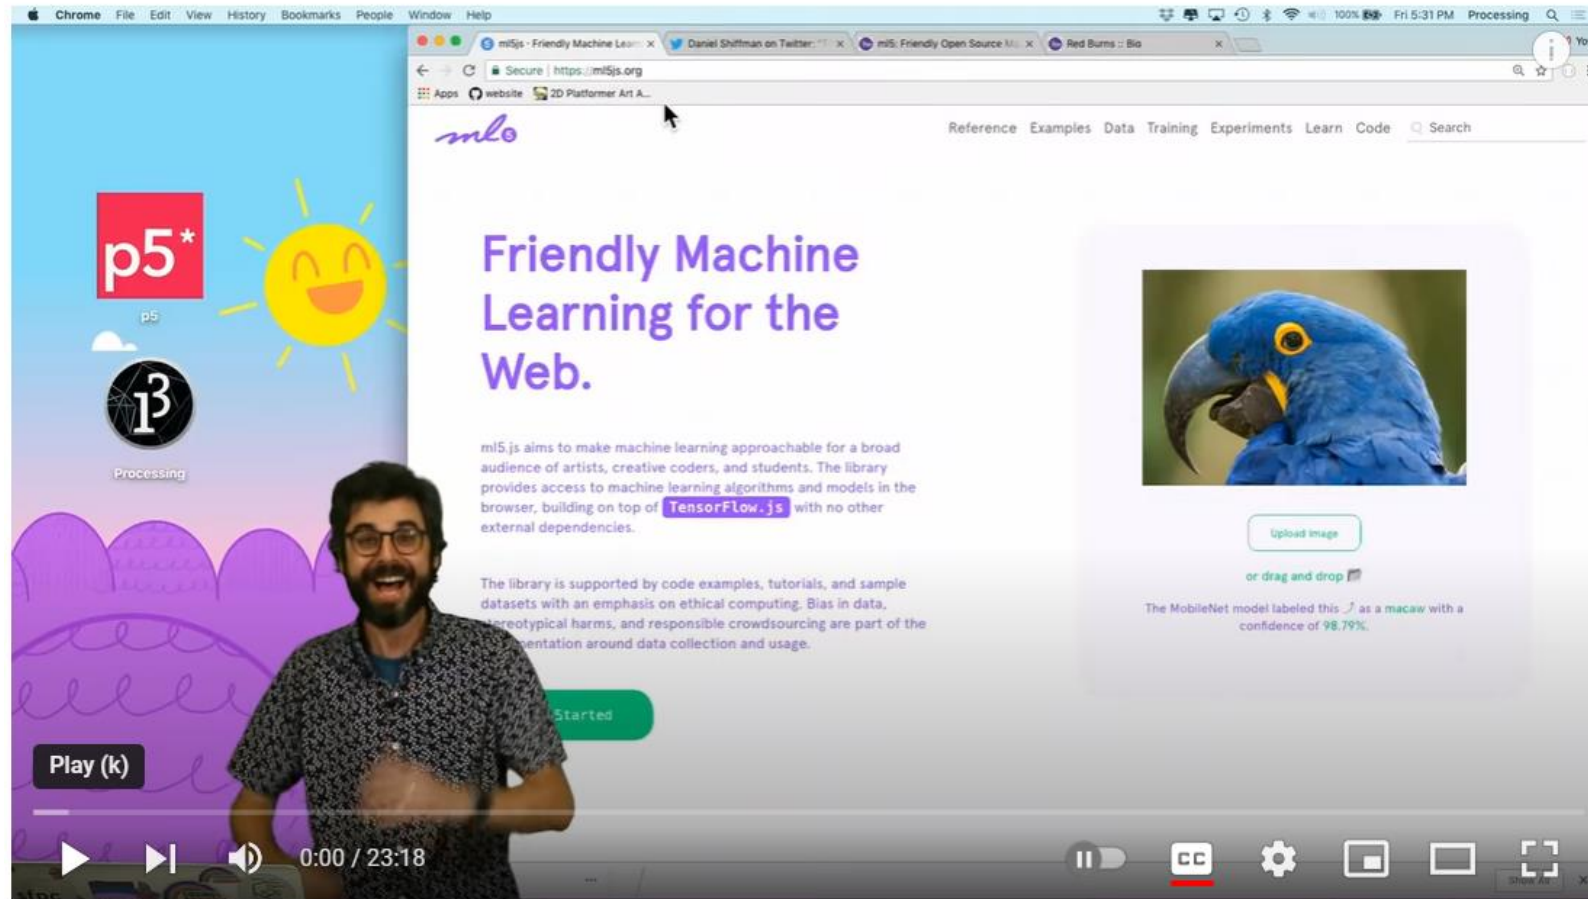 Chrome File Edit View History Bookmarks People Window Help
100% Fri 5:31 PM Processing
ml5js - Friendly Machine Lear
Daniel Shiffman on Twitter: "T
ml5: Friendly Open Source
Red Burns :: Bio
Yo
Secure | https://ml5js.org
Apps website 2D Platformer Art A...
ml5
Reference Examples Data Training Experiments Learn Code Search
p5*
p5
Processing
Friendly Machine
Learning for the
Web.
ml5.js aims to make machine learning approachable for a broad
audience of artists, creative coders, and students. The library
provides access to machine learning algorithms and models in the
browser, building on top of TensorFlow.js with no other
external dependencies.
The library is supported by code examples, tutorials, and sample
datasets with an emphasis on ethical computing. Bias in data,
stereotypical harms, and responsible crowdsourcing are part of the
entation around data collection and usage.
Started
Upload image
or drag and drop
The MobileNet model labeled this as a macaw with a
confidence of 98.79%.
Play (k)
0:00 / 23:18
CC
Show All